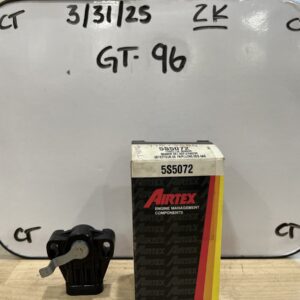 CT 3/31/25 ZK CT
GT-96
5S5072
5S5072
AIRTEX
ENGINE MANAGEMENT
COMPONENTS
CT
CT